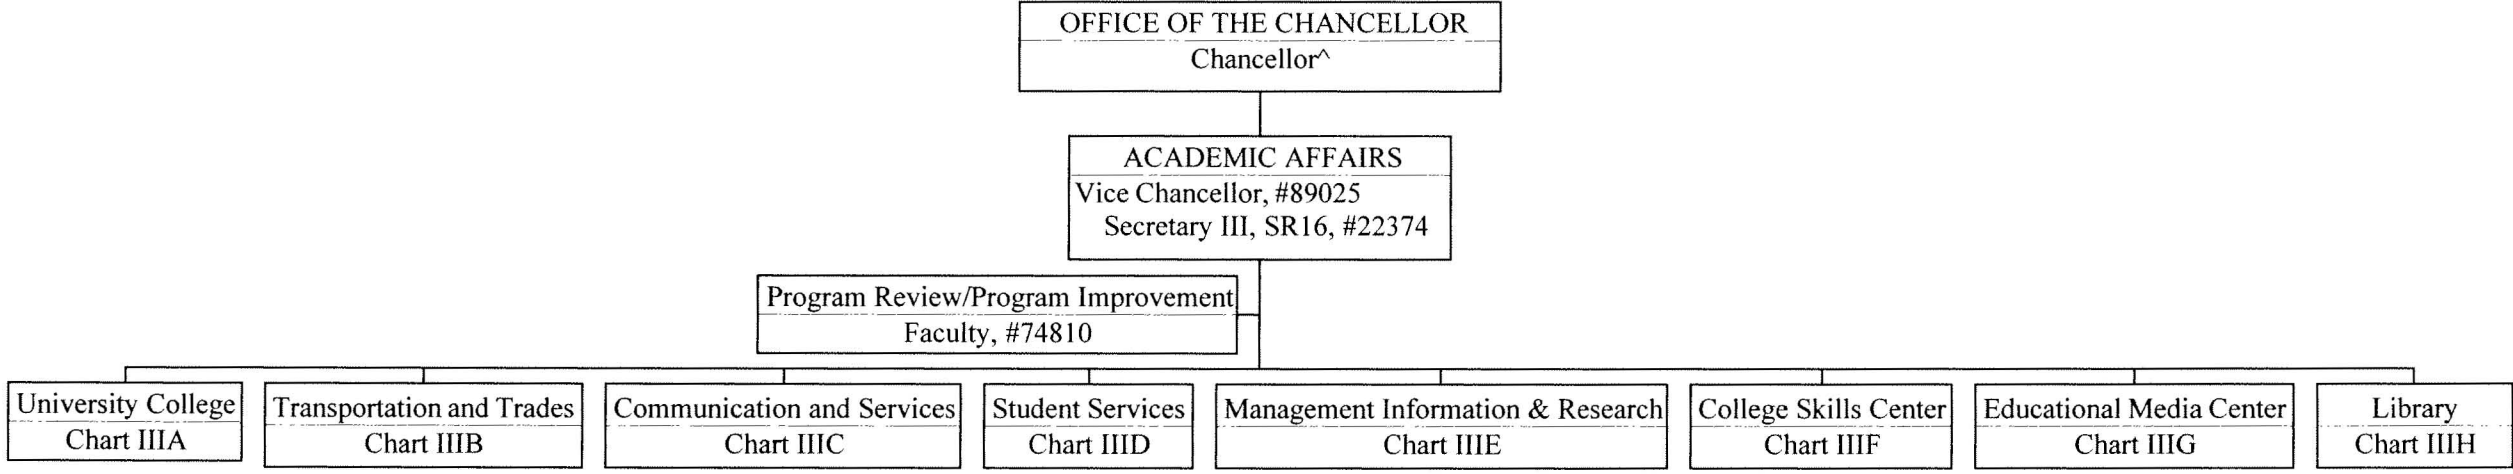 OFFICE OF THE CHANCELLOR
Chancellor^
ACADEMIC AFFAIRS
Vice Chancellor, #89025
Secretary III, SR16, #22374
Program Review/Program Improvement
Faculty, #74810
University College
Chart IIIA
Transportation and Trades
Chart IIIB
Communication and Services
Chart IIIC
Student Services
Chart IIID
Management Information & Research
Chart IIIE
College Skills Center
Chart IIIF
Educational Media Center
Chart IIIG
Library
Chart IIIH